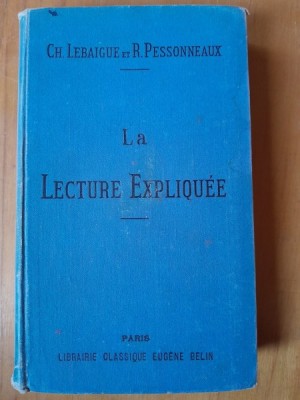 CH. LEBAIGUE ET R. PESSONNEAUX
LA
LECTURE EXPLIQUÉE
PARIS
LIBRAIRIE CLASSIQUE EUGÈNE BELIN